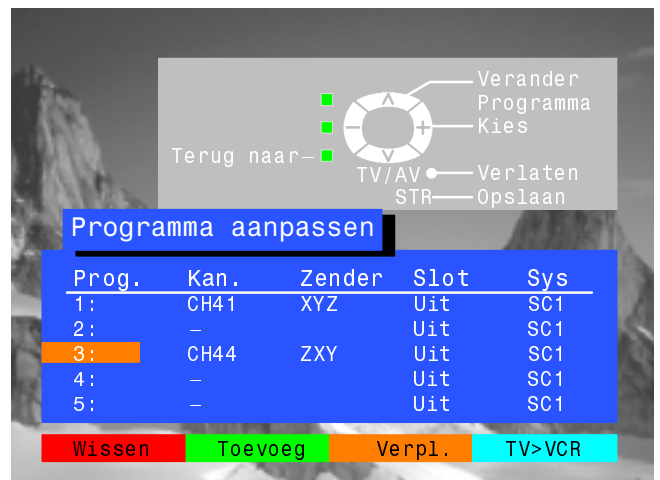 Verander
Programma
Kies
Terug naar
TV/AV Verlaten
STR Opslaan
Programma aanpassen
Prog. Kan. Zender Slot Sys
1: CH41 XYZ Uit SC1
2: – Uit SC1
3: CH44 ZXY Uit SC1
4: – Uit SC1
5: – Uit SC1
Wissen Toevoeg Verpl. TV>VCR